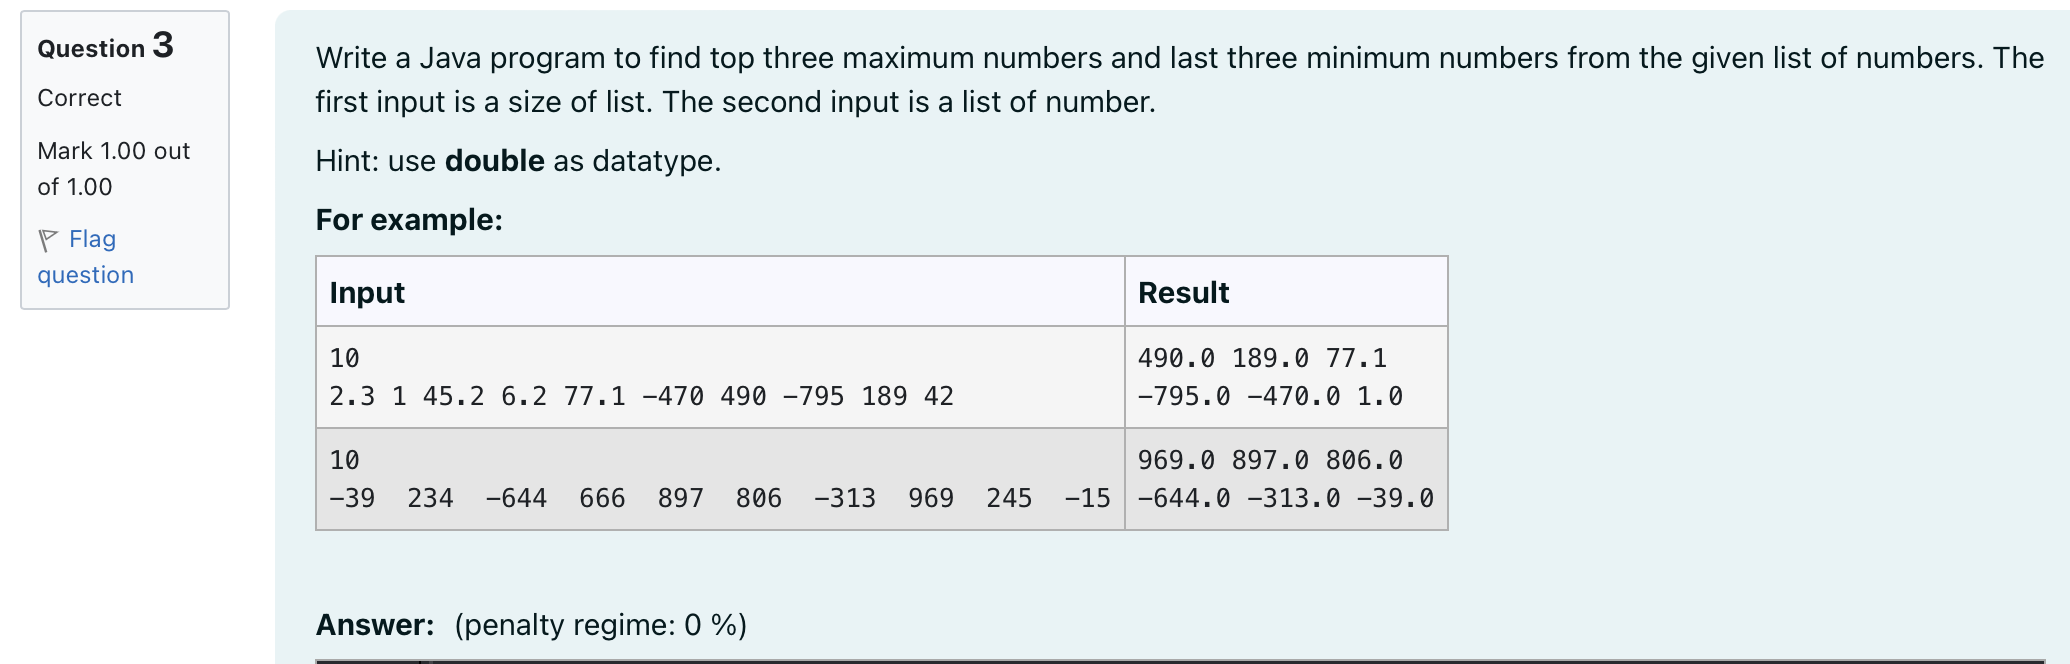 Question 3
Correct
Mark 1.00 out
of 1.00
Flag
question
Write a Java program to find top three maximum numbers and last three minimum numbers from the given list of numbers. The
first input is a size of list. The second input is a list of number.
Hint: use double as datatype.
For example:
Input Result
10 490.0 189.0 77.1
2.3 1 45.2 6.2 77.1 -470 490 -795 189 42 -795.0 -470.0 1.0
10 969.0 897.0 806.0
-39 234 -644 666 897 806 -313 969 245 -15 -644.0 -313.0 -39.0
Answer: (penalty regime: 0 %)